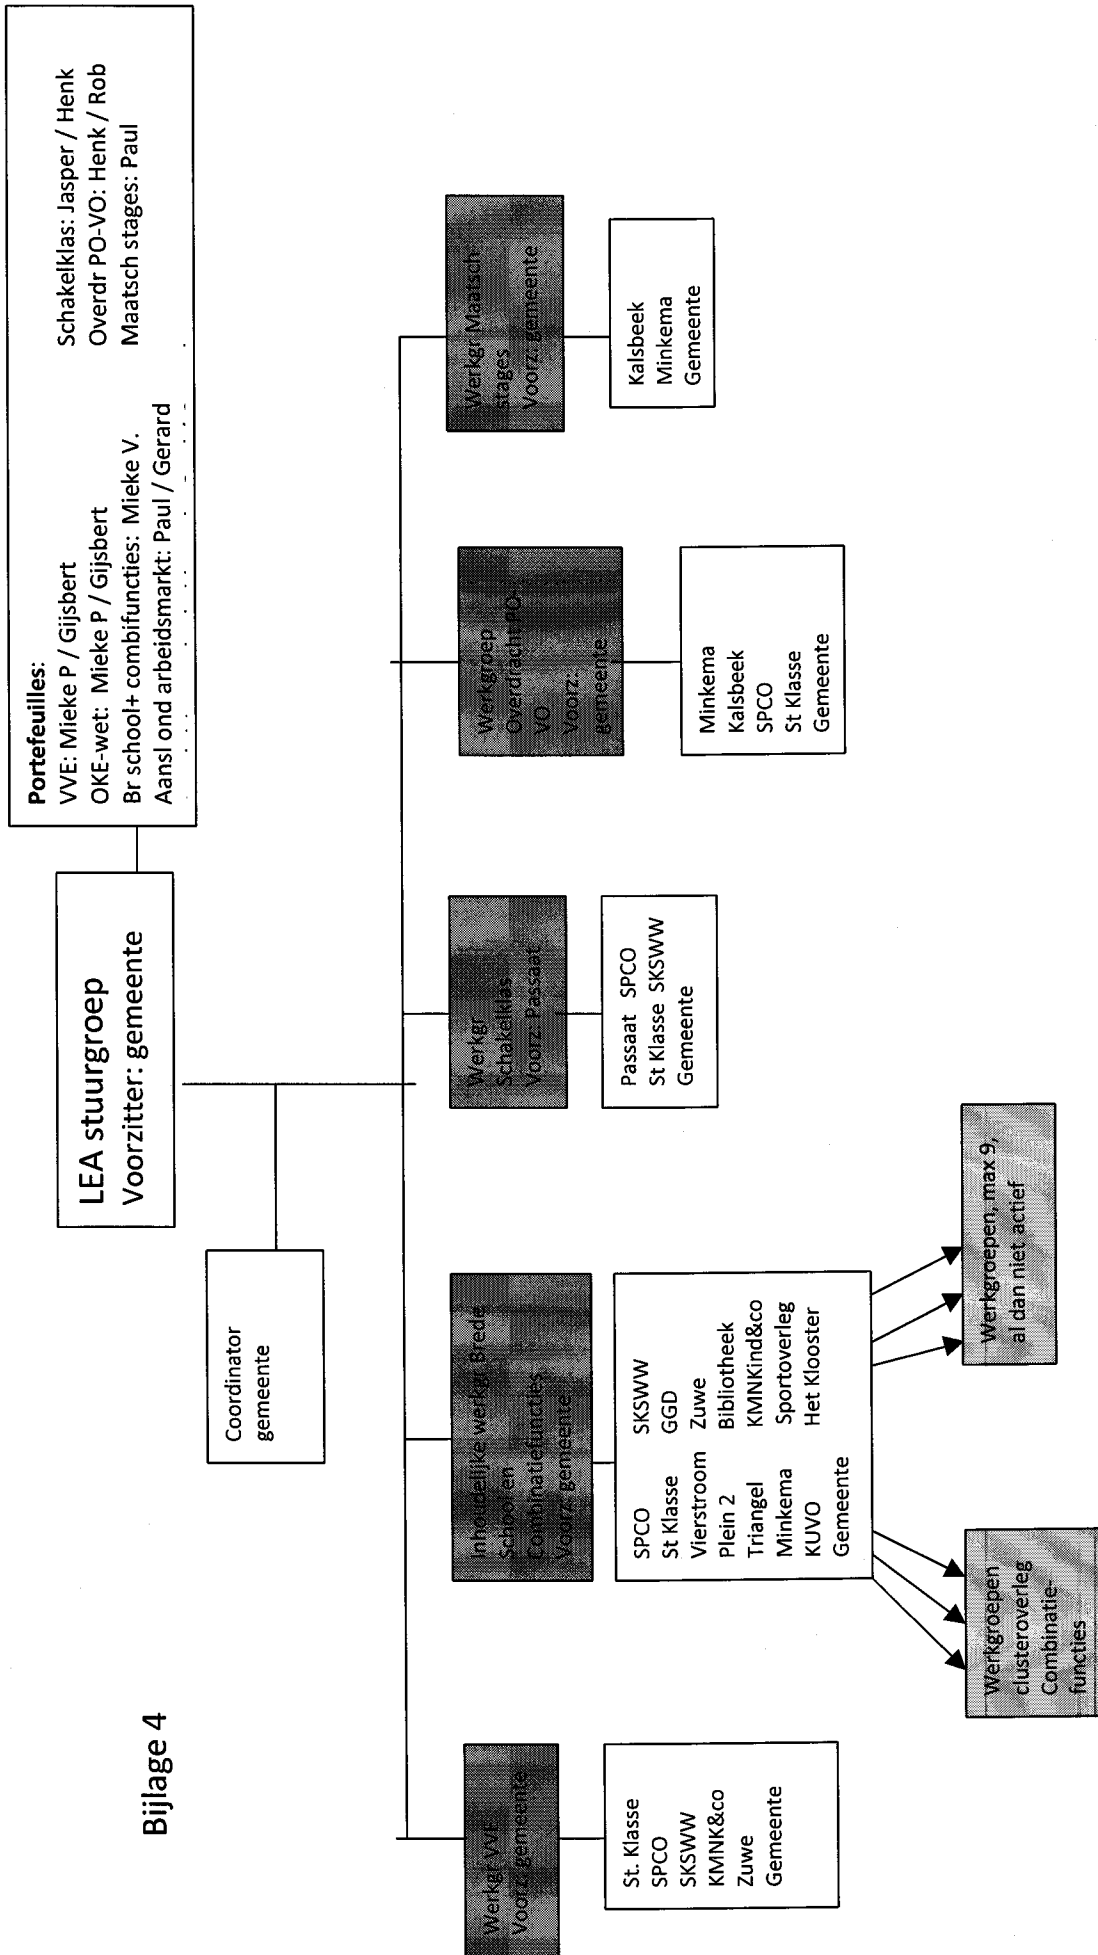 Bijlage 4
LEA stuurgroep
Voorzitter: gemeente
Portefeuilles:
VVE: Mieke P / Gijsbert
OKE-wet: Mieke P / Gijsbert
Br school+ combifuncties: Mieke V.
Aansl ond arbeidsmarkt: Paul / Gerard
Schakelklas: Jasper / Henk
Overdr PO-VO: Henk / Rob
Maatsch stages: Paul
Coordinator
gemeente
Werkgr VVE
Voorz: gemeente
St. Klasse
SPCO
SKSWW
KMNK&co
Zuwe
Gemeente
Inhoudelijke werkgr Brede
School en
Combinatiefuncties
Voorz: gemeente
SPCO
St Klasse
Vierstroom
Plein 2
Triangel
Minkema
KUVO
Gemeente
SKSWW
GGD
Zuwe
Bibliotheek
KMNKind&co
Sportoverleg
Het Klooster
Werkgroepen
clusteroverleg
Combinatie-
functies
Werkgroepen, max 9,
al dan niet actief
Werkgr
Schakelklas
Voorz: Passaat
Passaat SPCO
St Klasse SKSWW
Gemeente
Werkgroep
Overdracht PO-
VO
Voorz:
gemeente
Minkema
Kalsbeek
SPCO
St Klasse
Gemeente
Werkgr Maatsch
stages
Voorz: gemeente
Kalsbeek
Minkema
Gemeente